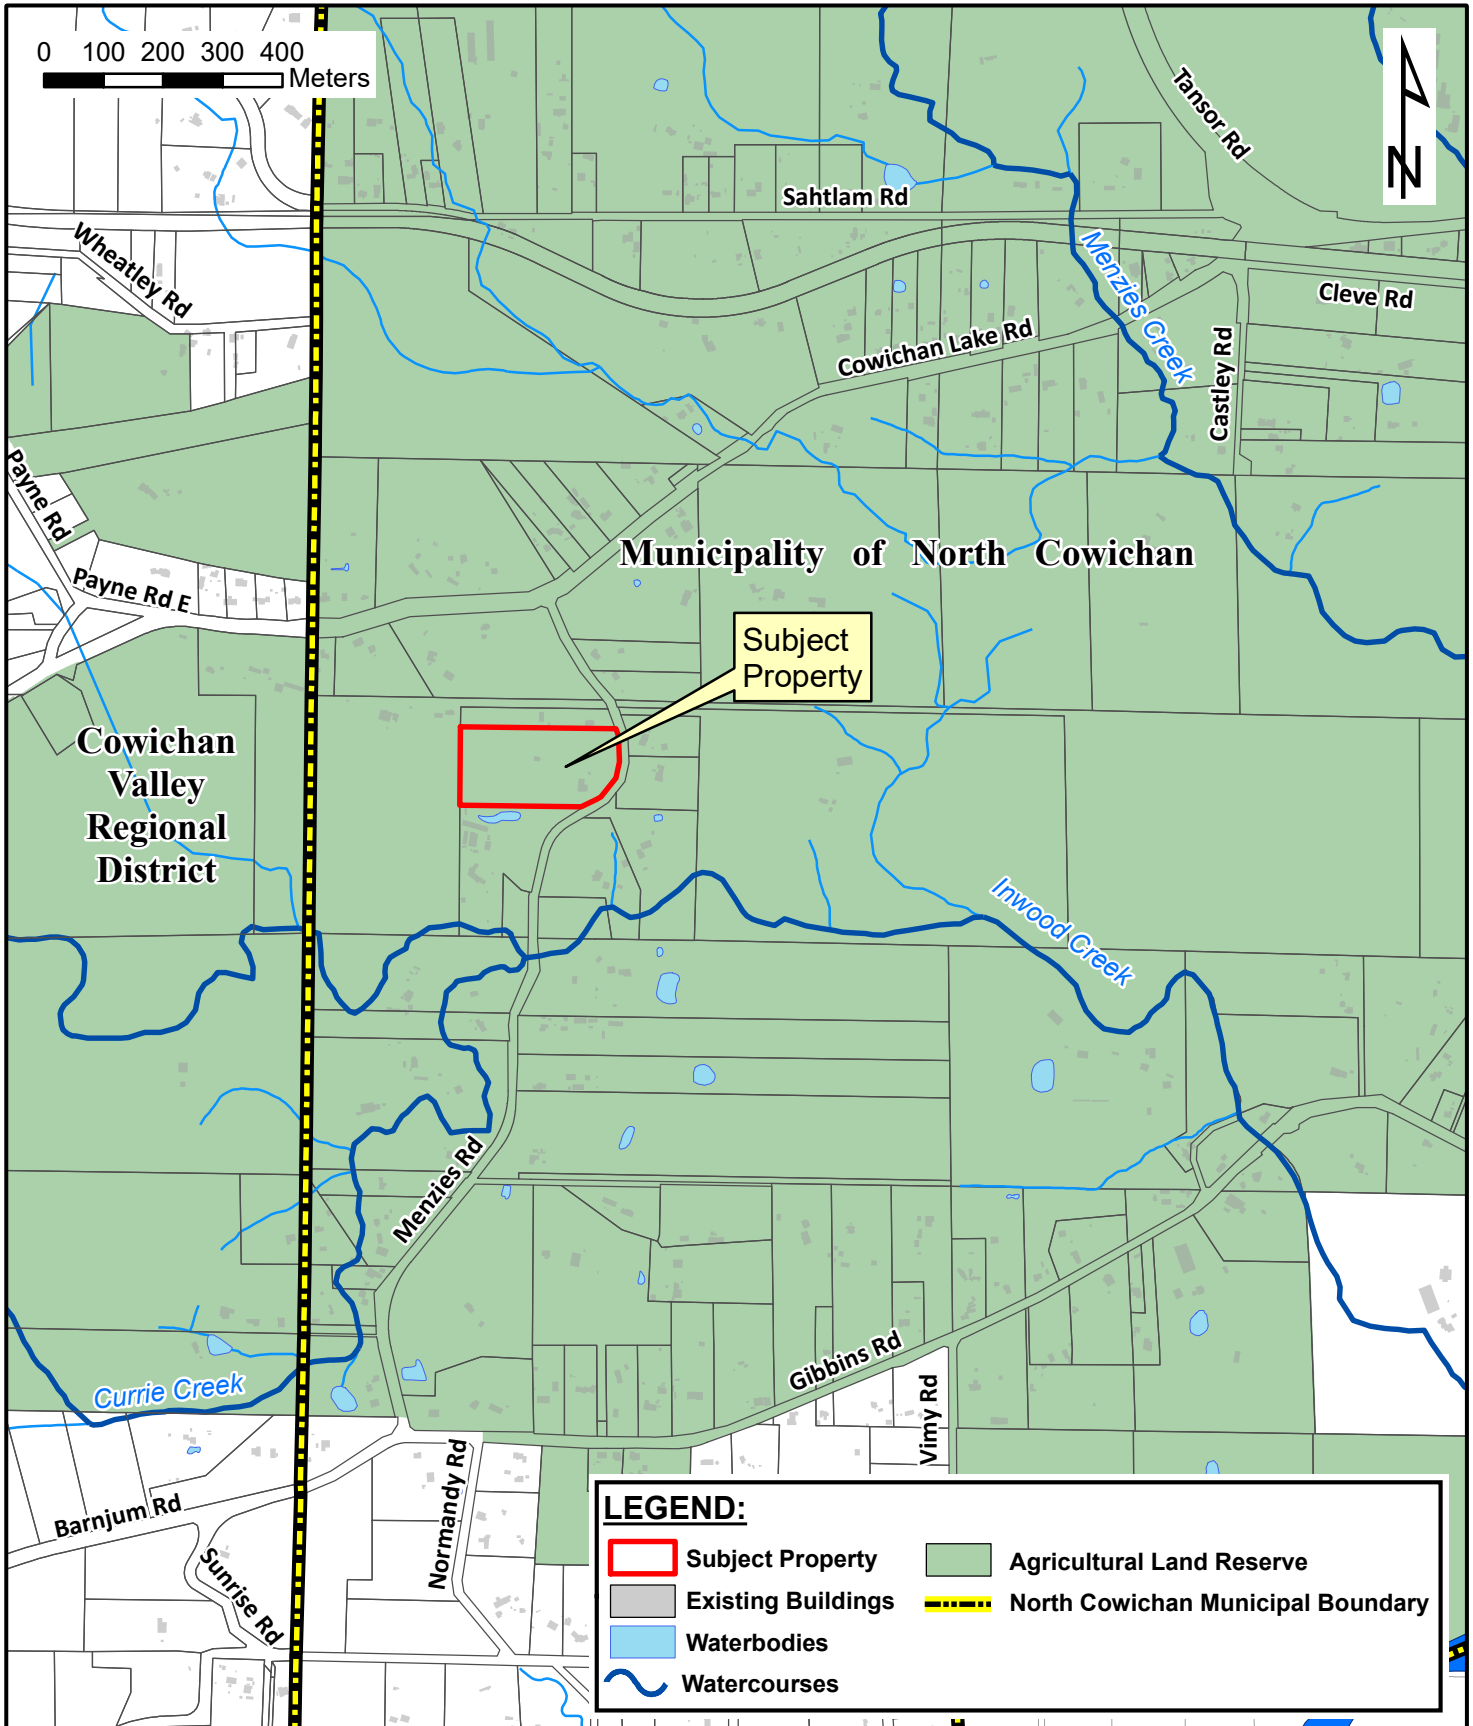 0 100 200 300 400
Meters
N
Tansor Rd
Sahtlam Rd
Wheatley Rd
Menzies Creek
Cleve Rd
Cowichan Lake Rd
Castley Rd
Payne Rd
Municipality of North Cowichan
Payne Rd E
Subject
Property
Cowichan
Valley
Regional
District
Inwood Creek
Menzies Rd
Gibbins Rd
Currie Creek
Vimy Rd
Normandy Rd
Barnjum Rd
Sunrise Rd
LEGEND:
Subject Property
Agricultural Land Reserve
Existing Buildings
North Cowichan Municipal Boundary
Waterbodies
Watercourses